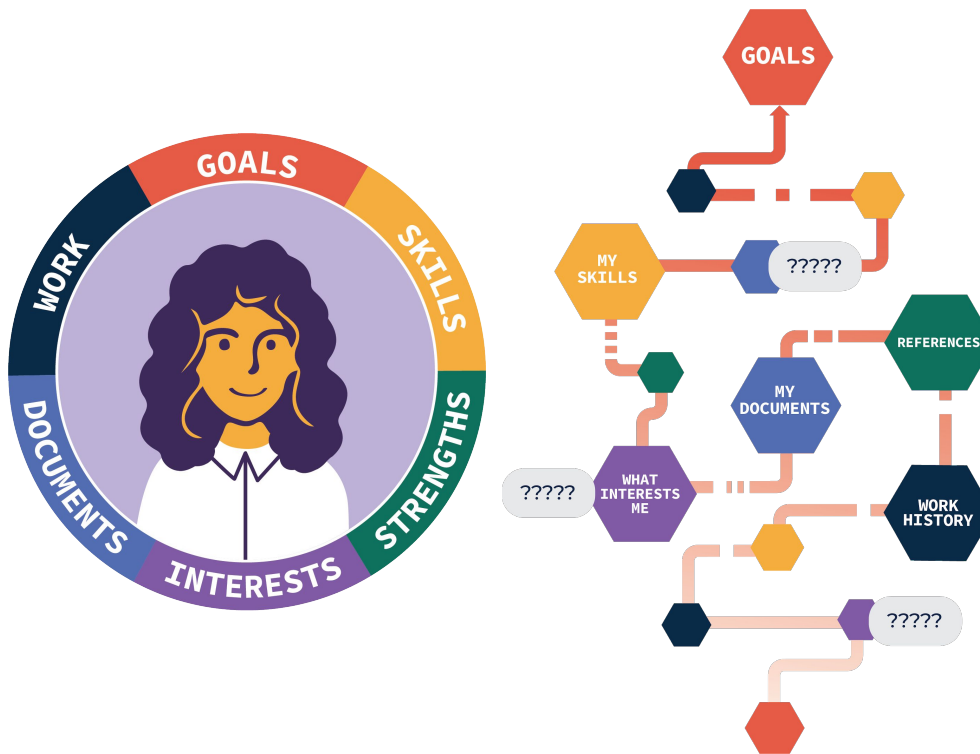 GOALS
SKILLS
STRENGTHS
INTERESTS
DOCUMENTS
WORK
GOALS
?????
MY
SKILLS
REFERENCES
MY
DOCUMENTS
?????
WHAT
INTERESTS
ME
WORK
HISTORY
?????